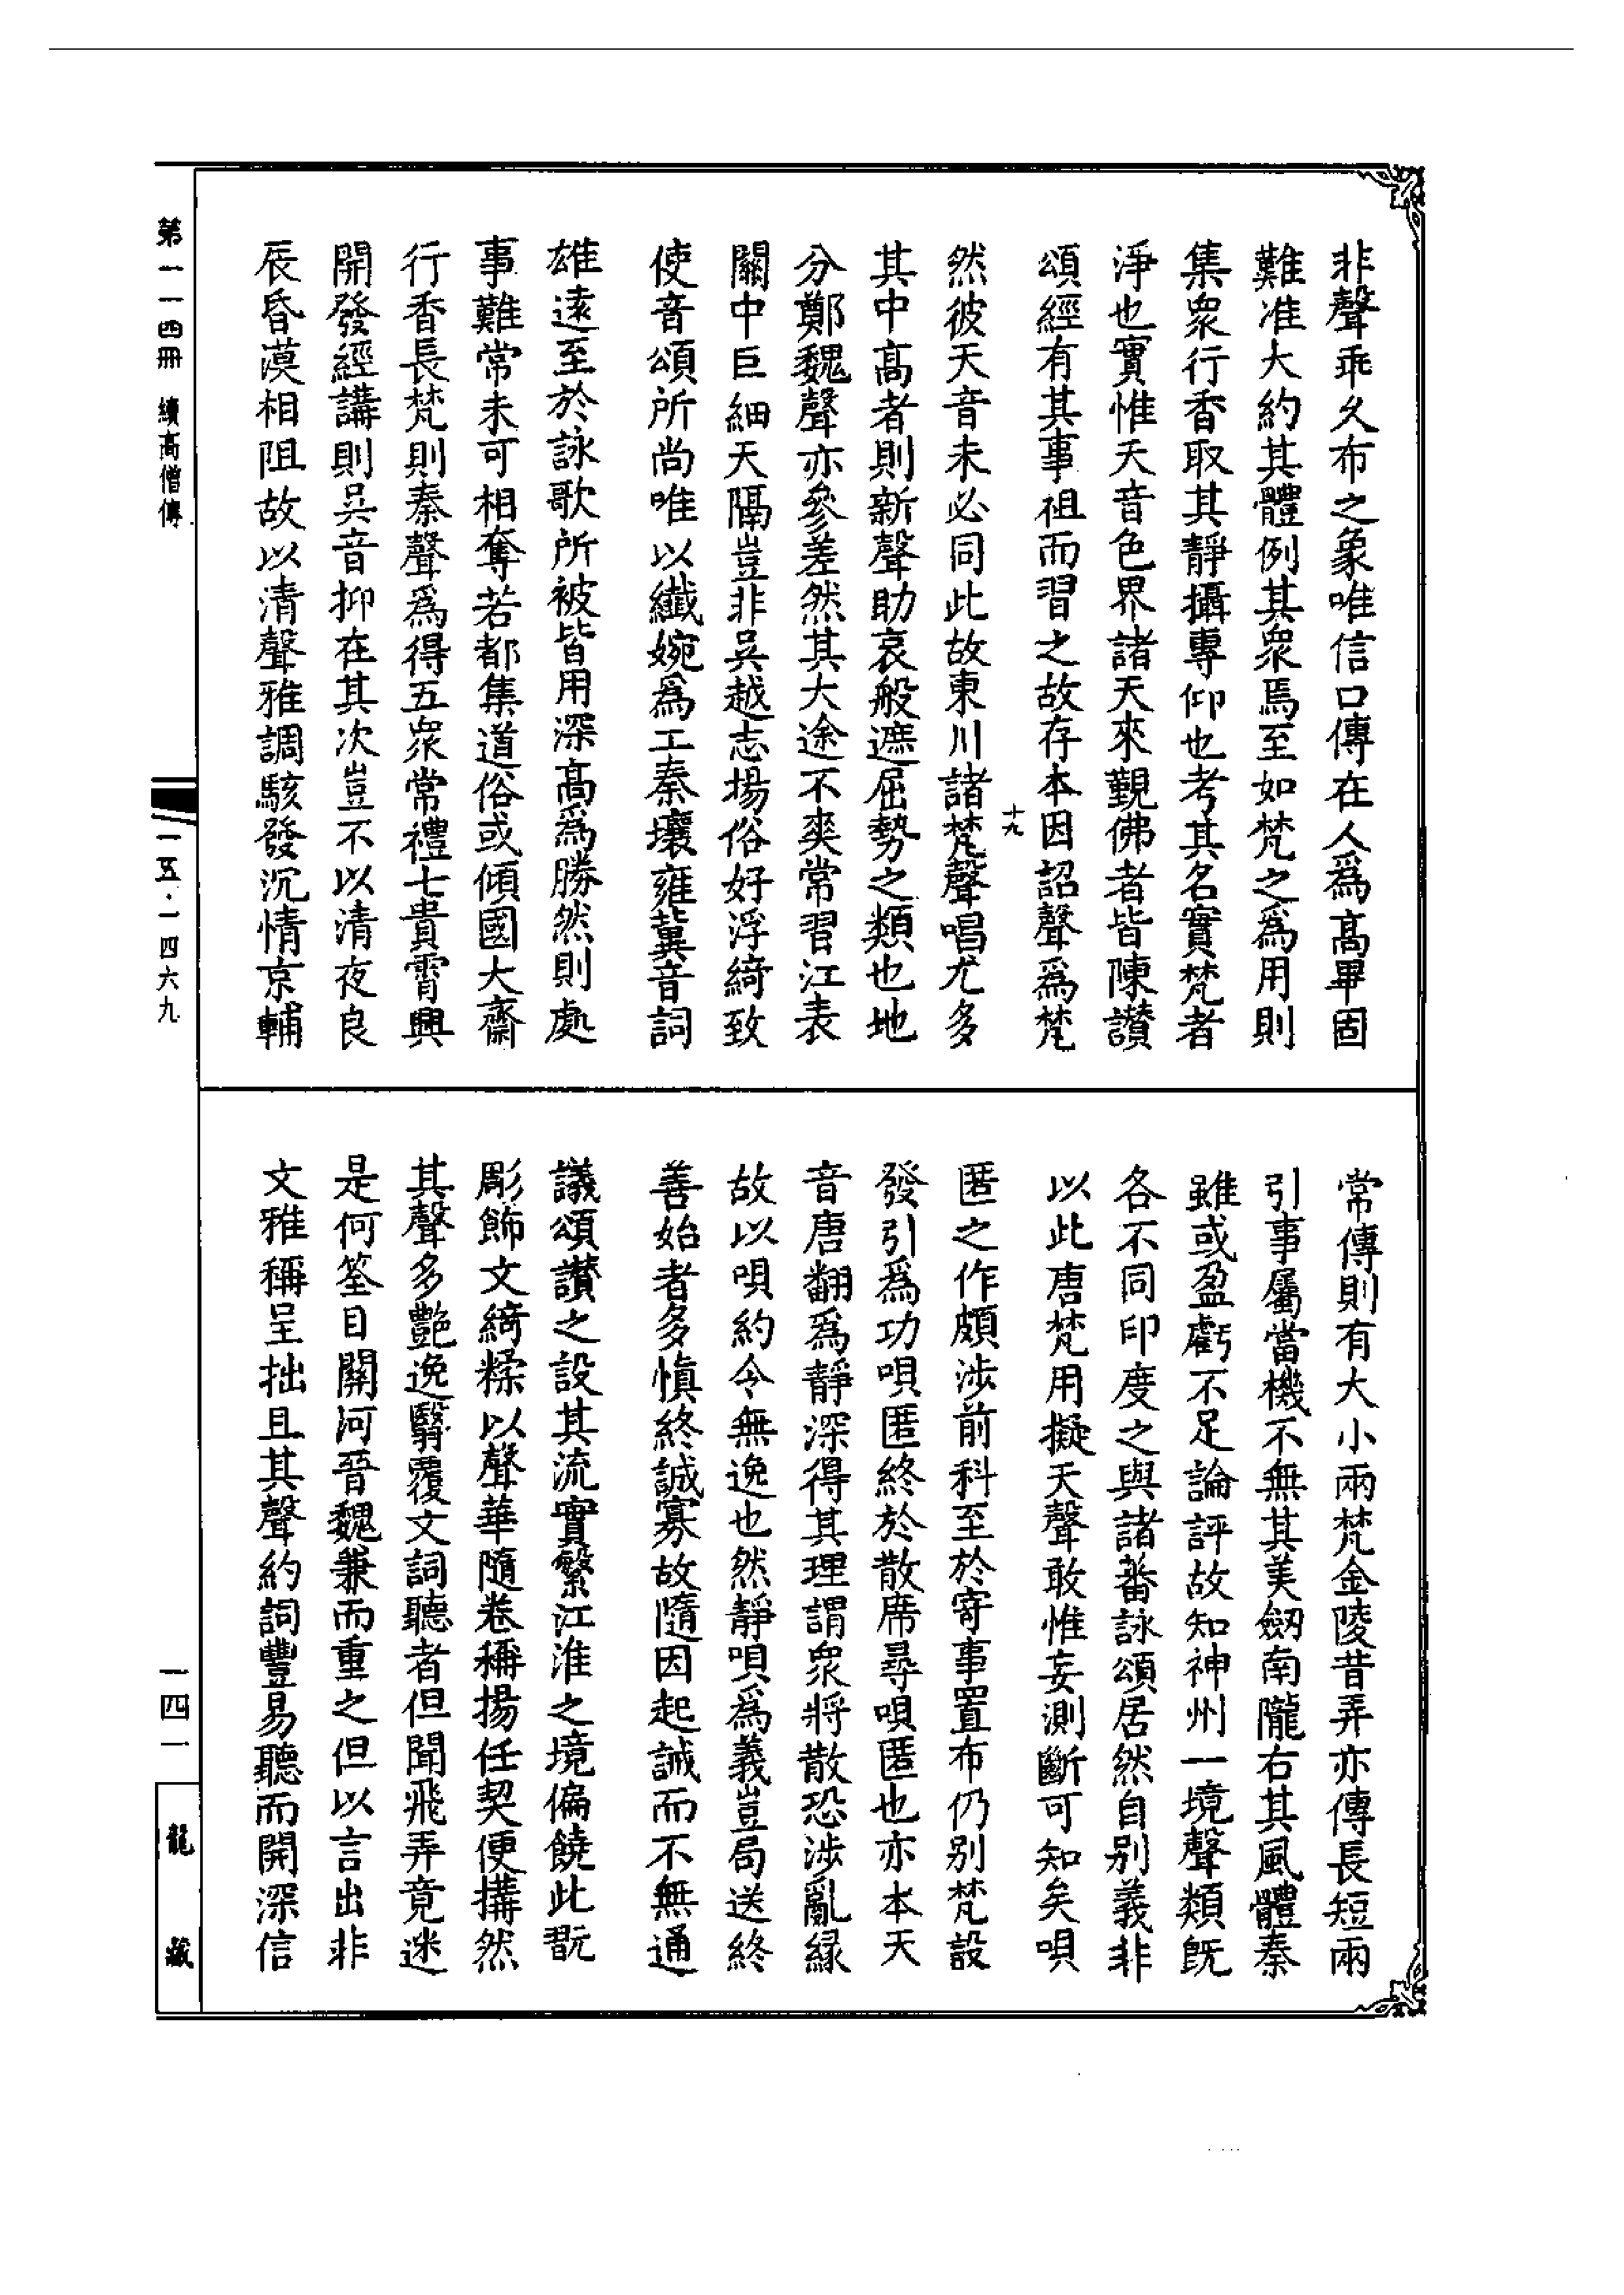 非聲乖久布之象唯信口傳在人爲髙畢固
難准大約其體例其衆焉至如梵之爲用則
集衆行香取其靜攝專仰也考其名實梵者
淨也實惟天音色界諸天來覲佛者皆陳讃
頌經有其事祖而習之故存本因詔聲爲梵
十九
然彼天音未必同此故東川諸梵聲唱尤多
其中髙者則新聲助哀般遮屈勢之類也地
分鄭魏聲亦參差然其大途不爽常習江表
關中巨細天隔豈非吳越志揚俗好浮綺致
使音頌所尚唯以纖婉爲工秦壤雍冀音詞
雄遠至於詠歌所被皆用深髙爲勝然則處
事難常未可相奪若都集道俗或傾國大齋
行香長梵則秦聲爲得五衆常禮七貴霄興
開發經講則吳音抑在其次豈不以清夜良
辰昏漠相阻故以清聲雅調駭發沉情京輔
常傳則有大小兩梵金陵昔弄亦傳長短兩
引事屬當機不無其美劔南隴右其風體秦
雖或盈虧不足論評故知神州一境聲類既
各不同印度之與諸蕃詠頌居然自别義非
以此唐梵用擬天聲敢惟妄測斷可知矣唄
匿之作頗涉前科至於寄事置布仍别梵設
發引爲功唄匿終於散席尋唄匿也亦本天
音唐翻爲靜深得其理謂衆將散恐涉亂縁
故以唄約令無逸也然靜唄爲義豈局送終
善始者多慎終誠寡故隨因起誡而不無通
議頌讃之設其流實繁江淮之境偏饒此翫
彫飾文綺糅以聲華隨卷稱揚任契便搆然
其聲多艷逸翳覆文詞聽者但聞飛弄竟迷
是何筌目關河晉魏兼而重之但以言出非
文雅稱呈拙且其聲約詞豐易聽而開深信
第一一四冊 續高僧傳
一五·一四六九
一四一
龍藏